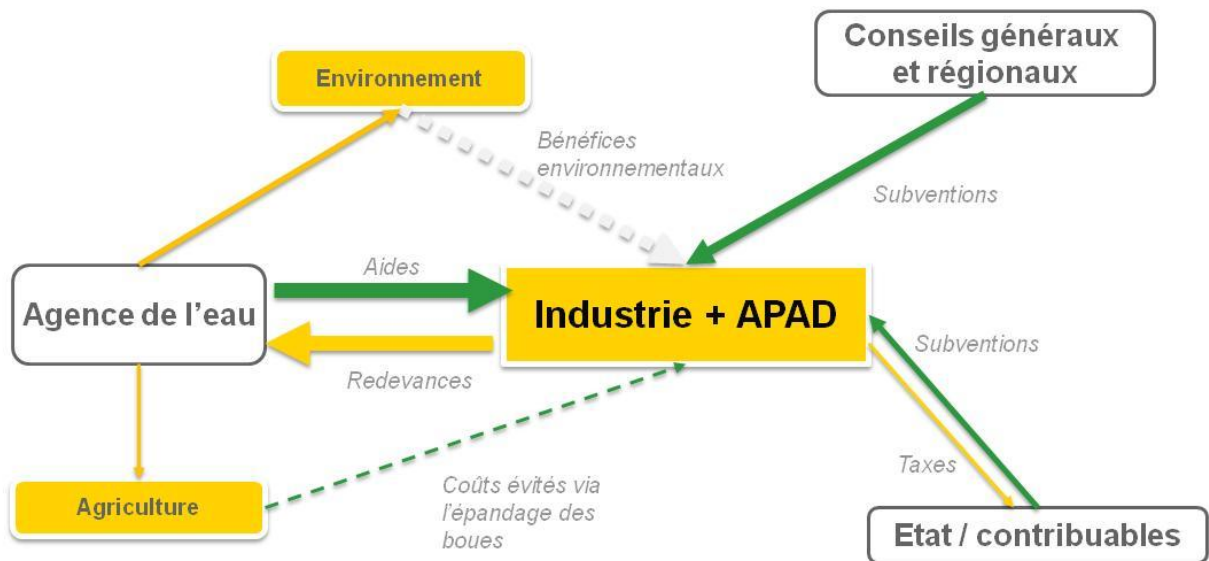 Conseils généraux
et régionaux
Environnement
Bénéfices
environnementaux
Subventions
Aides
Agence de l'eau
Industrie + APAD
Subventions
Redevances
Taxes
Coûts évités via
l'épandage des
boues
Agriculture
Etat / contribuables